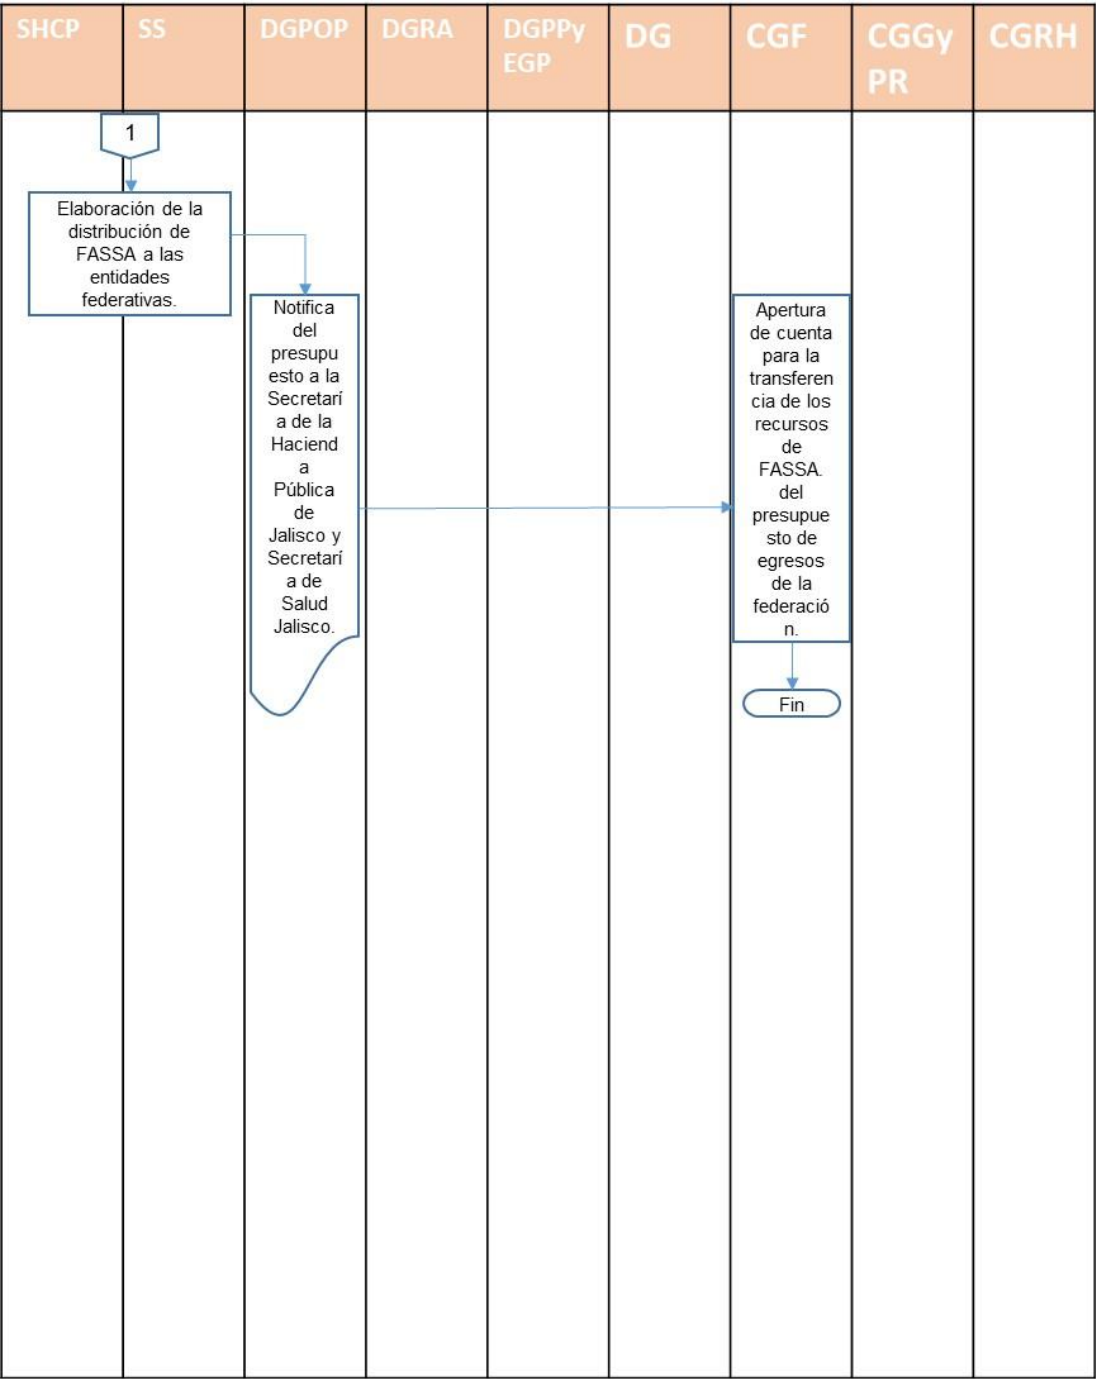 SHCP
SS
DGPOP
DGRA
DGPPy
EGP
DG
CGF
CGGy
PR
CGRH
1
Elaboración de la
distribución de
FASSA a las
entidades
federativas.
Notifica
del
presupu
esto a la
Secretarí
a de la
Haciend
a
Pública
de
Jalisco y
Secretarí
a de
Salud
Jalisco.
Apertura
de cuenta
para la
transferen
cia de los
recursos
de
FASSA.
del
presupue
sto de
egresos
de la
federació
n.
Fin